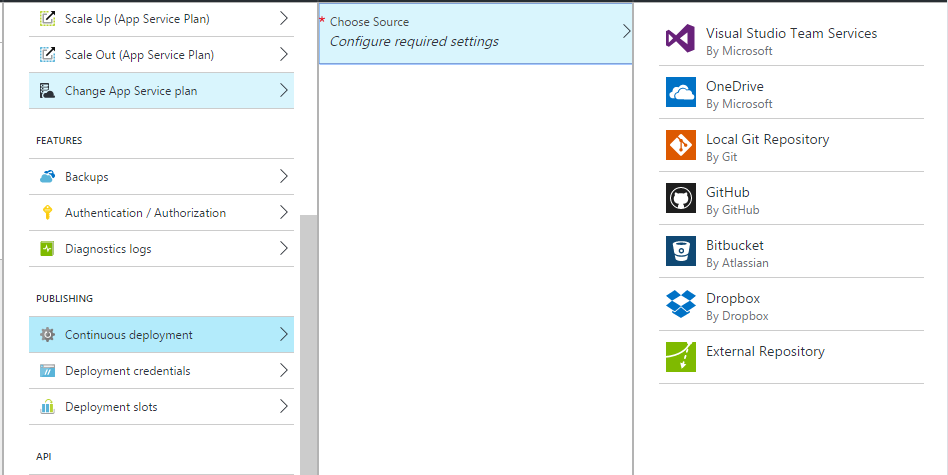 Scale Up (App Service Plan)
Scale Out (App Service Plan)
Change App Service plan
FEATURES
Backups
Authentication / Authorization
Diagnostics logs
PUBLISHING
Continuous deployment
Deployment credentials
Deployment slots
API
* Choose Source
Configure required settings
Visual Studio Team Services
By Microsoft
OneDrive
By Microsoft
Local Git Repository
By Git
GitHub
By GitHub
Bitbucket
By Atlassian
Dropbox
By Dropbox
External Repository